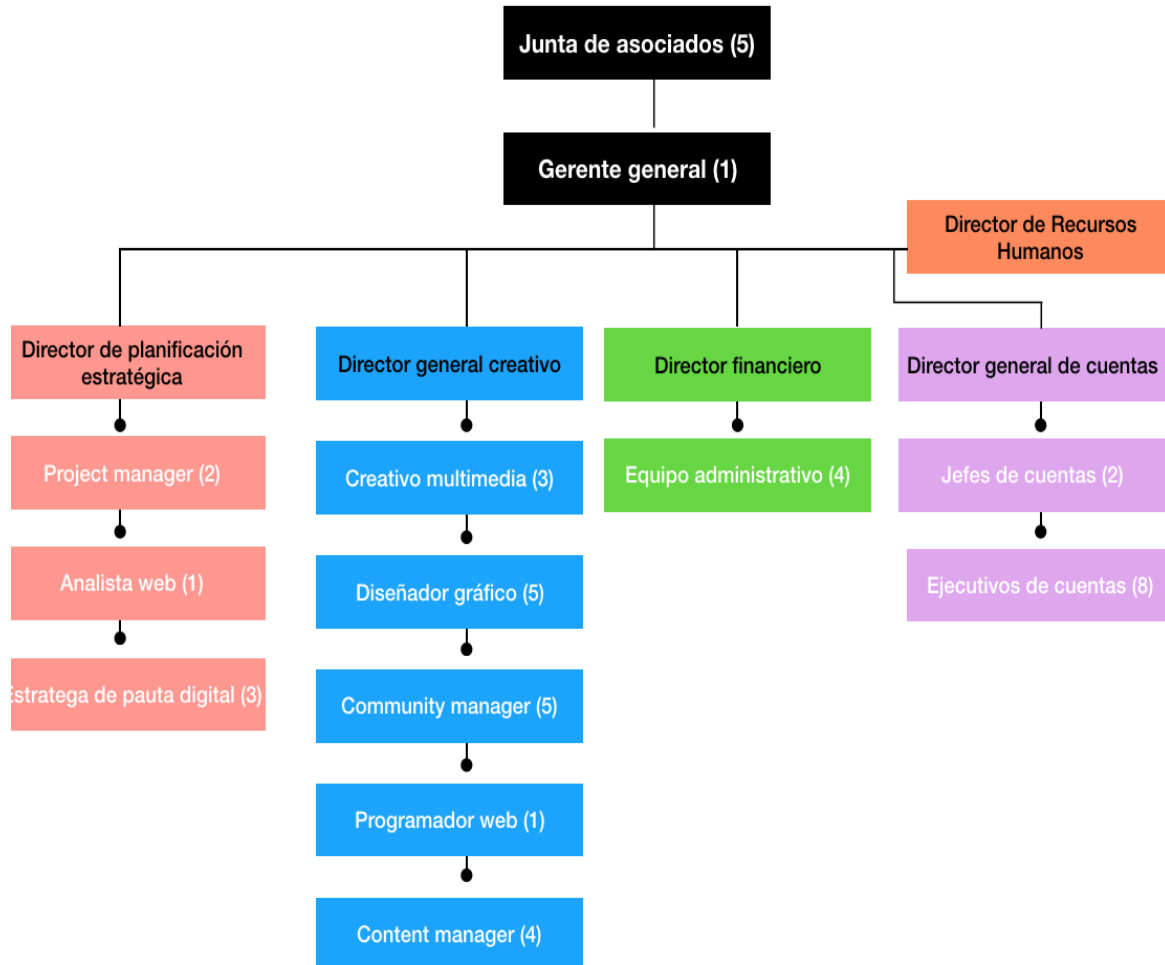 Junta de asociados (5)
Gerente general (1)
Director de Recursos
Humanos
Director de planificación
estratégica
Director general creativo
Director financiero
Director general de cuentas
Project manager (2)
Creativo multimedia (3)
Equipo administrativo (4)
Jefes de cuentas (2)
Analista web (1)
Diseñador gráfico (5)
Ejecutivos de cuentas (8)
Estratega de pauta digital (3)
Community manager (5)
Programador web (1)
Content manager (4)